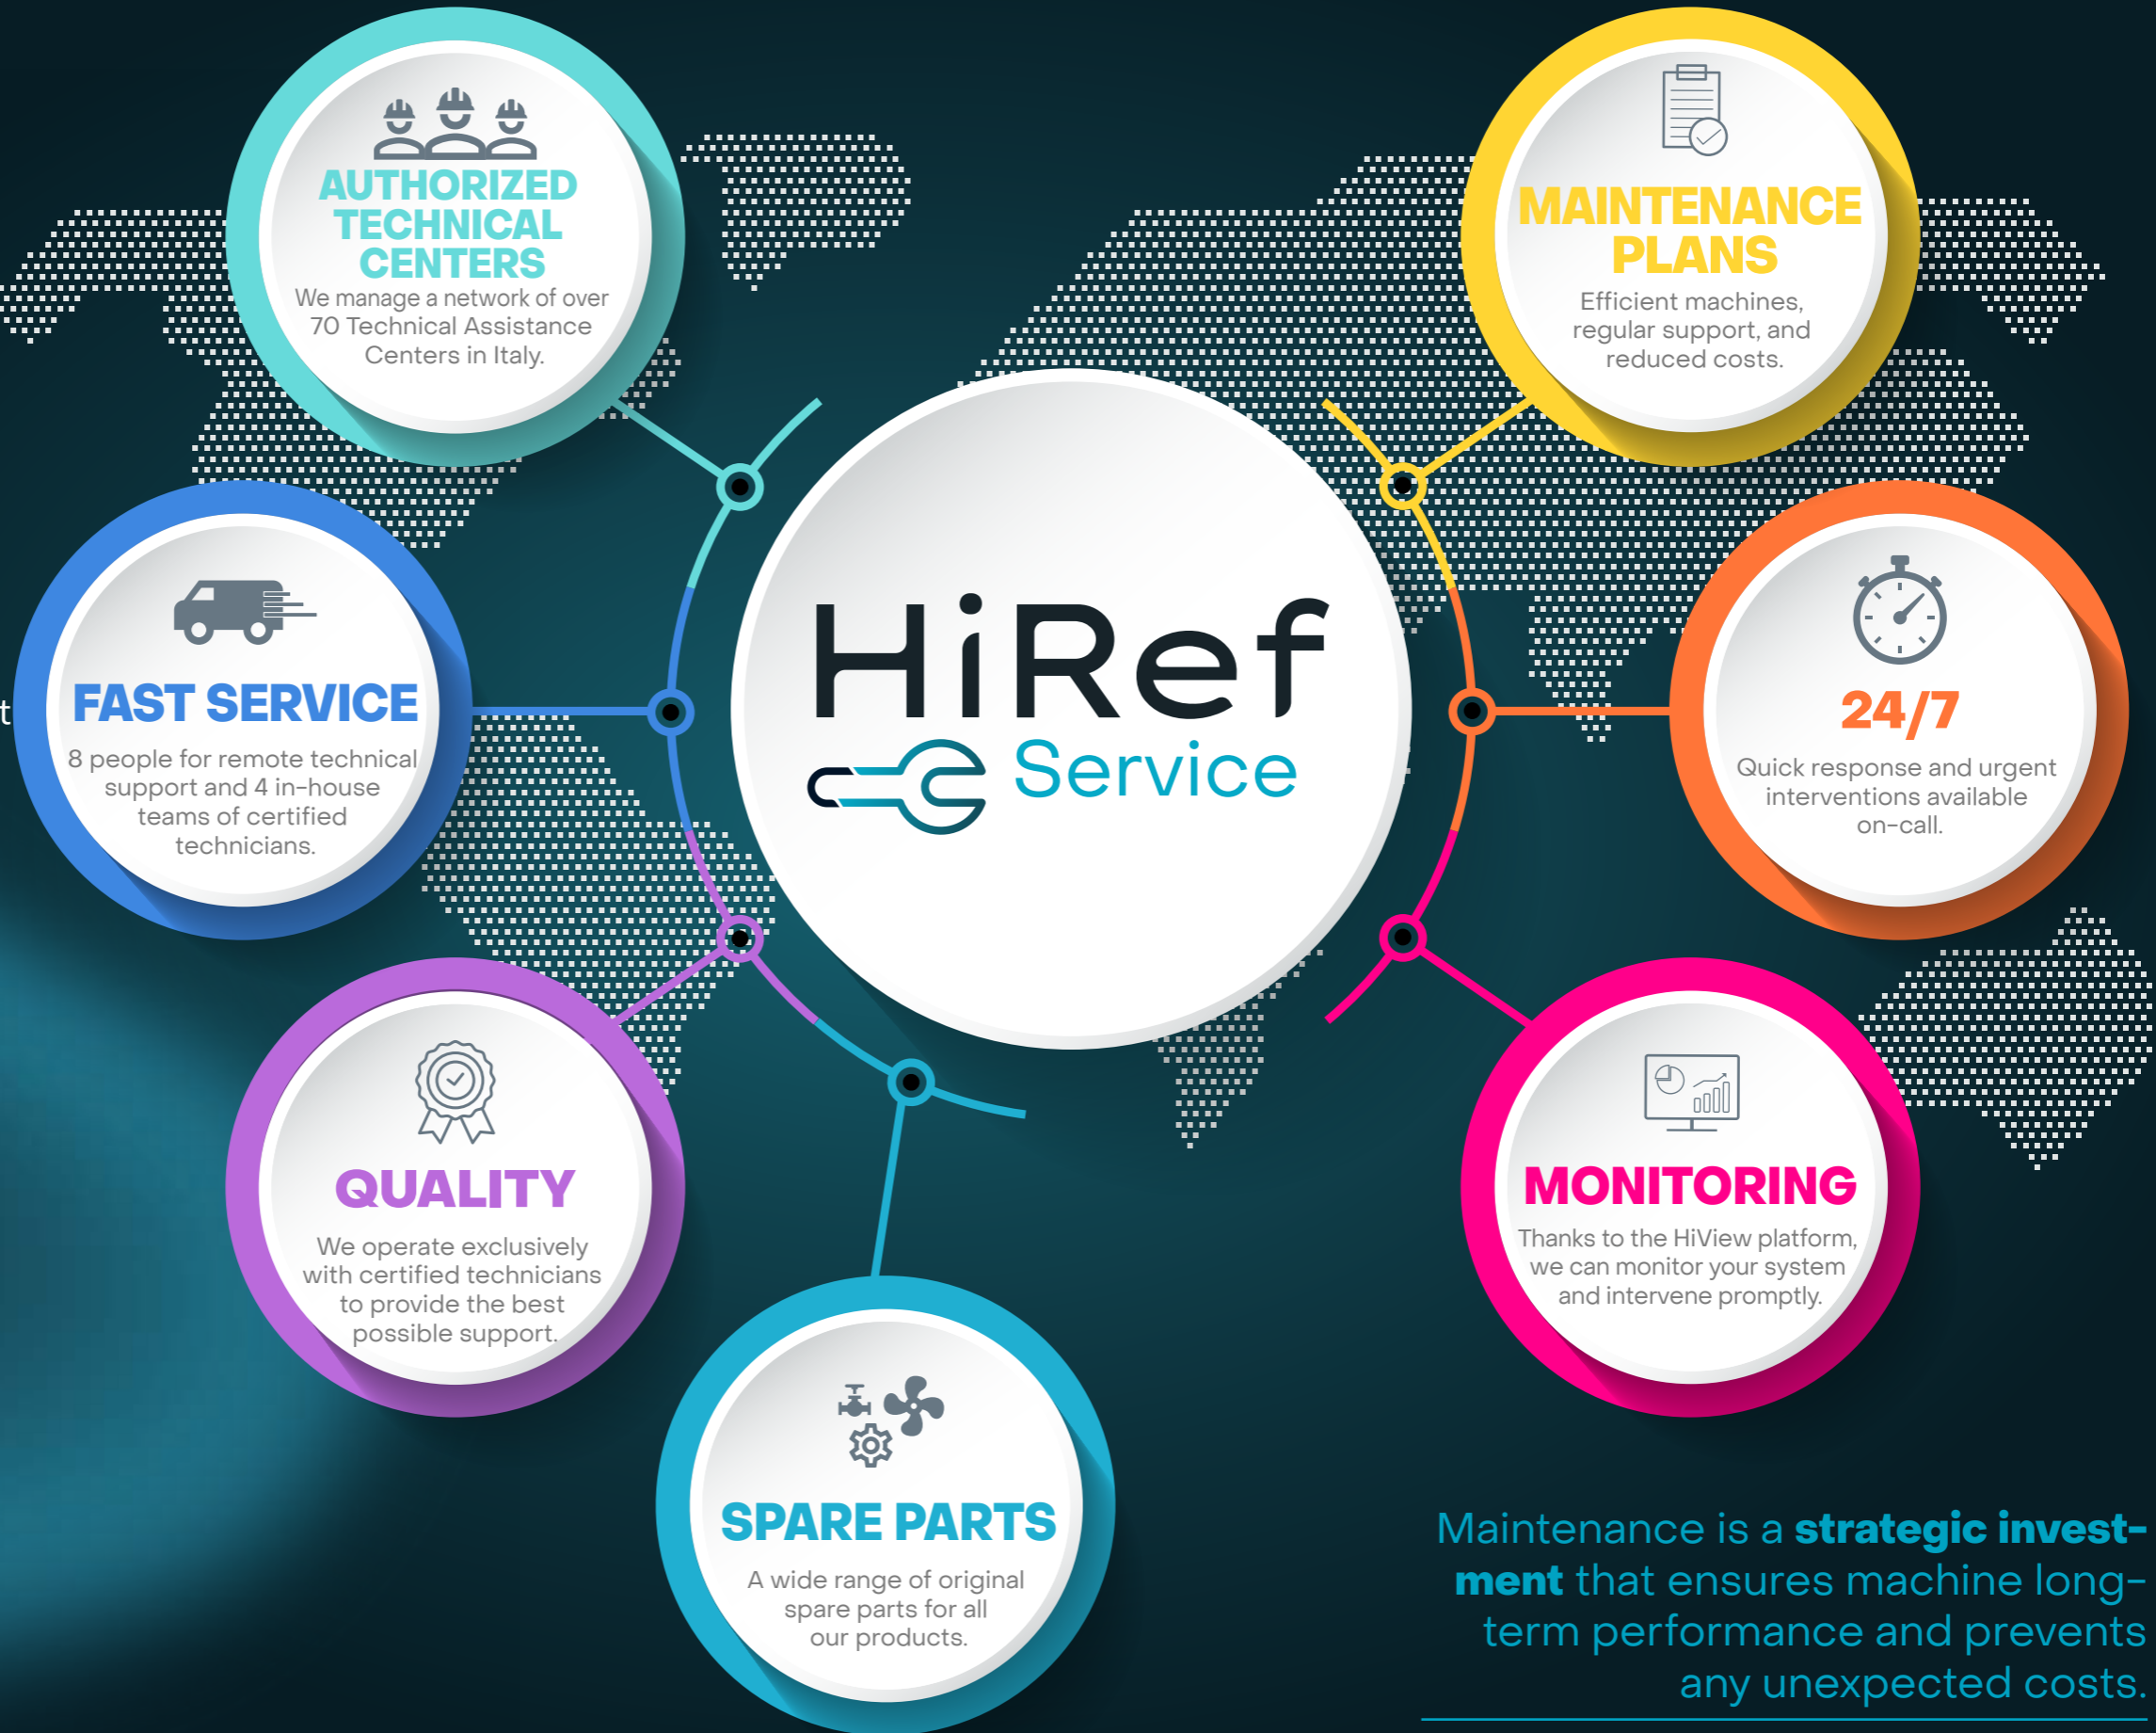 AUTHORIZED
TECHNICAL
CENTERS
We manage a network of over
70 Technical Assistance
Centers in Italy.
MAINTENANCE
PLANS
Efficient machines,
regular support, and
reduced costs.
t
FAST SERVICE
8 people for remote technical
support and 4 in-house
teams of certified
technicians.
HiRef
Service
24/7
Quick response and urgent
interventions available
on-call.
QUALITY
We operate exclusively
with certified technicians
to provide the best
possible support.
MONITORING
Thanks to the HiView platform,
we can monitor your system
and intervene promptly.
SPARE PARTS
A wide range of original
spare parts for all
our products.
Maintenance is a strategic invest-
ment that ensures machine long-
term performance and prevents
any unexpected costs.